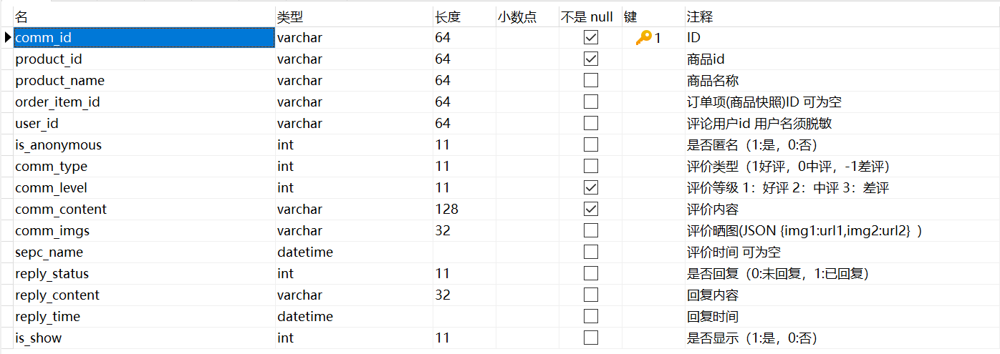 名 类型 长度 小数点 不是 null 键 注释
comm_id varchar 64 1 ID
product_id varchar 64 商品id
product_name varchar 64 商品名称
order_item_id varchar 64 订单项(商品快照)ID 可为空
user_id varchar 64 评论用户id 用户名须脱敏
is_anonymous int 11 是否匿名（1:是，0:否）
comm_type int 11 评价类型（1好评，0中评，-1差评）
comm_level int 11 评价等级 1：好评 2：中评 3：差评
comm_content varchar 128 评价内容
comm_imgs varchar 32 评价晒图(JSON {img1:url1,img2:url2} )
sepc_name datetime 评价时间 可为空
reply_status int 11 是否回复（0:未回复，1:已回复）
reply_content varchar 32 回复内容
reply_time datetime 回复时间
is_show int 11 是否显示（1:是，0:否）